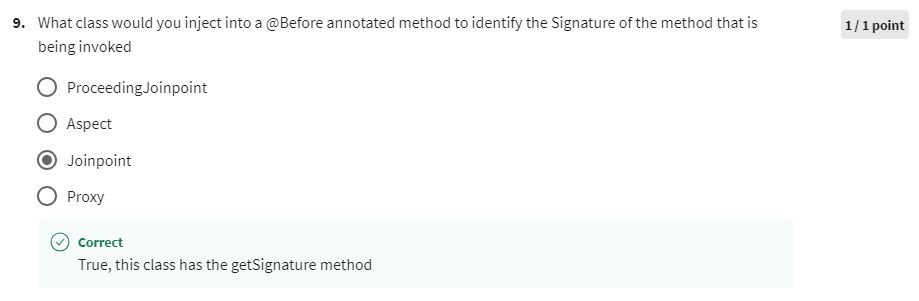 9. What class would you inject into a @Before annotated method to identify the Signature of the method that is
1 / 1 point
being invoked
ProceedingJoinpoint
Aspect
Joinpoint
Proxy
Correct
True, this class has the getSignature method